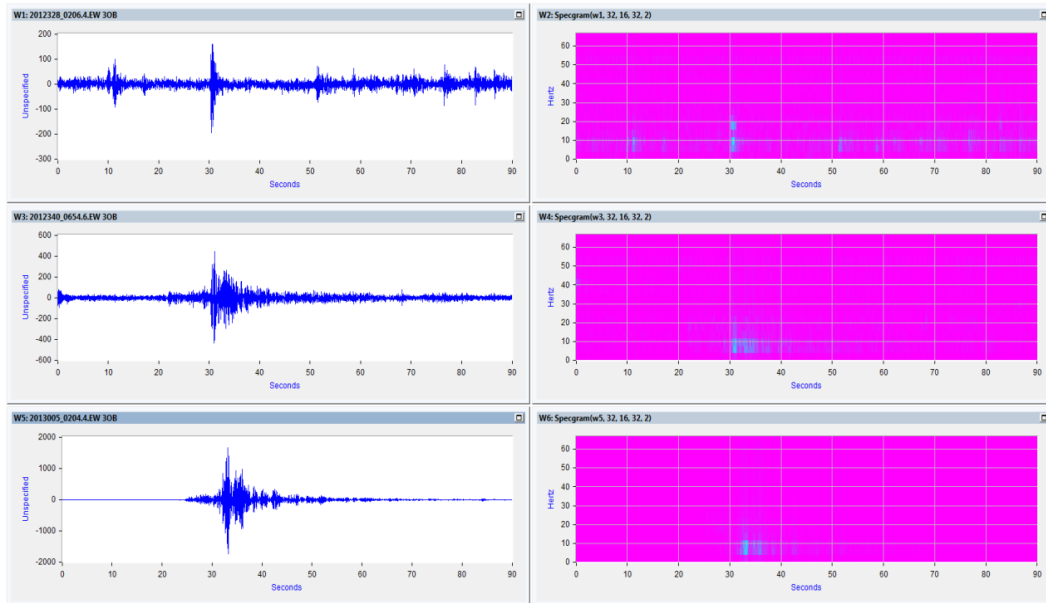 W1: 2012328_0206.4.EW 3OB
200
100
0
-100
-200
-300
Unspecified
0 10 20 30 40 50 60 70 80 90
Seconds
W2: Specgram(w1, 32, 16, 32, 2)
60
50
40
30
20
10
0
Hertz
0 10 20 30 40 50 60 70 80 90
Seconds
W3: 2012340_0654.6.EW 3OB
600
400
200
0
-200
-400
-600
Unspecified
0 10 20 30 40 50 60 70 80 90
Seconds
W4: Specgram(w3, 32, 16, 32, 2)
60
50
40
30
20
10
0
Hertz
0 10 20 30 40 50 60 70 80 90
Seconds
W5: 2013005_0204.4.EW 3OB
2000
1000
0
-1000
-2000
Unspecified
0 10 20 30 40 50 60 70 80 90
Seconds
W6: Specgram(w5, 32, 16, 32, 2)
60
50
40
30
20
10
0
Hertz
0 10 20 30 40 50 60 70 80 90
Seconds